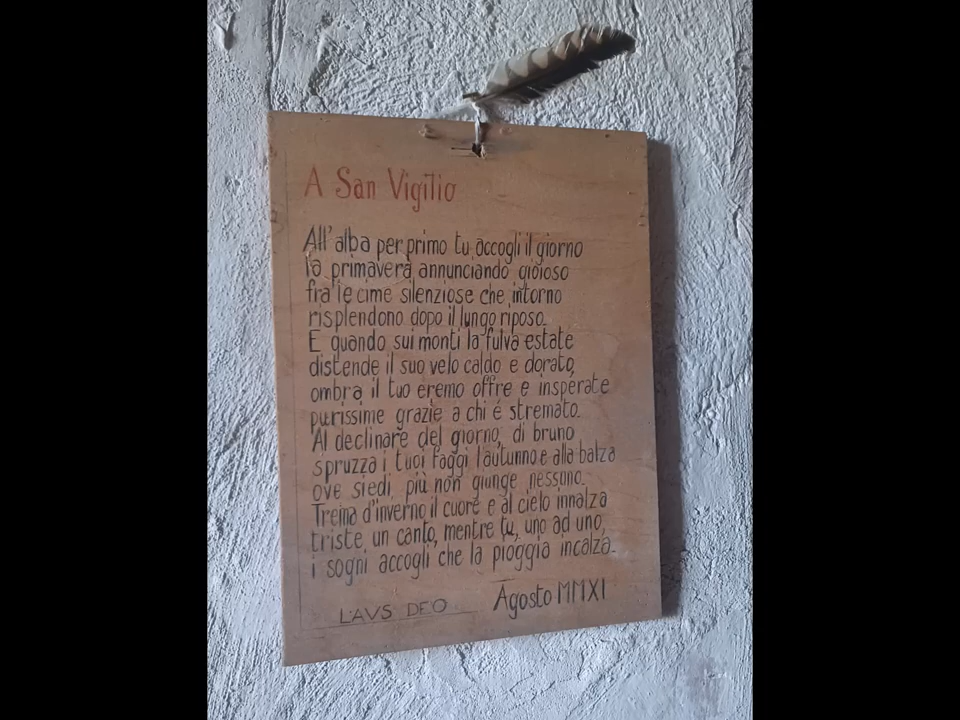 A San Vigilio
All'alba per primo tu accogli il giorno
la primavera annunciando gioioso
fra le cime silenziose che intorno
risplendono dopo il lungo riposo.
E quando sui monti la fulva estate
distende il suo velo caldo e dorato,
ombra il tuo eremo offre e insperate
purissime grazie a chi é stremato.
Al declinare del giorno, di bruno
spruzza i tuoi faggi l'autunno e alla balza
ove siedi, più non giunge nessuno.
Trema d'inverno il cuore e al cielo innalza
triste un canto, mentre tu, uno ad uno,
i sogni accogli che la pioggia incalza.
LAVS DEO
Agosto MMXI